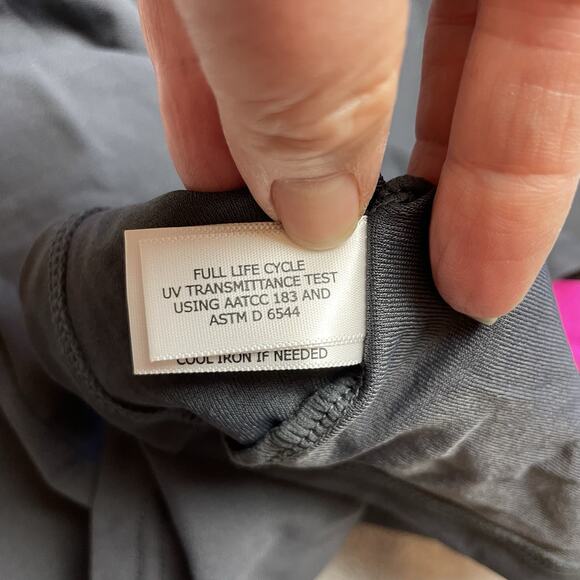 FULL LIFE CYCLE
UV TRANSMITTANCE TEST
USING AATCC 183 AND
ASTM D 6544
COOL IRON IF NEEDED